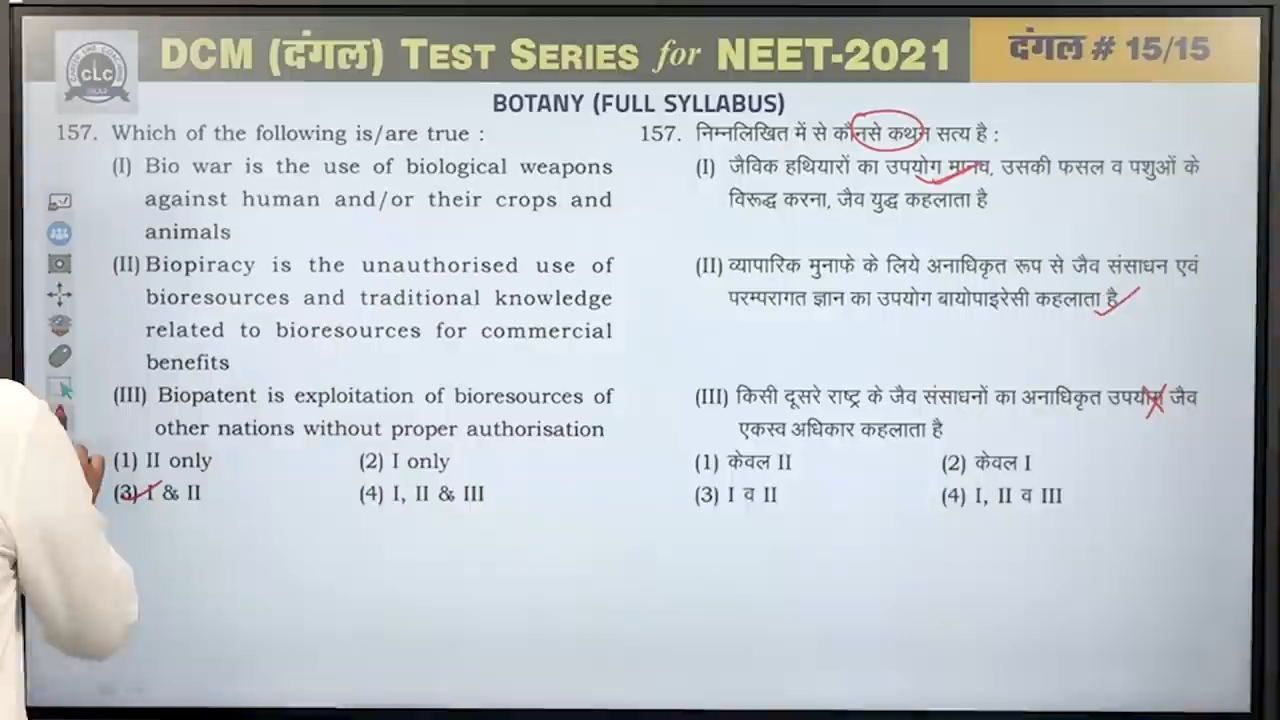 DCM (दंगल) TEST SERIES for NEET-2021
दंगल # 15/15
CLC
BOTANY (FULL SYLLABUS)
157. Which of the following is/are true :
(I) Bio war is the use of biological weapons
against human and/or their crops and
animals
(II) Biopiracy is the unauthorised use of
bioresources and traditional knowledge
related to bioresources for commercial
benefits
(III) Biopatent is exploitation of bioresources of
other nations without proper authorisation
(1) II only (2) I only
(3) I & II (4) I, II & III
157. निम्नलिखित में से कौनसे कथन सत्य है :
(I) जैविक हथियारों का उपयोग मानव, उसकी फसल व पशुओं के
विरूद्ध करना, जैव युद्ध कहलाता है
(II) व्यापारिक मुनाफे के लिये अनाधिकृत रूप से जैव संसाधन एवं
परम्परागत ज्ञान का उपयोग बायोपाइरेसी कहलाता है
(III) किसी दूसरे राष्ट्र के जैव संसाधनों का अनाधिकृत उपयोग जैव
एकस्व अधिकार कहलाता है
(1) केवल II (2) केवल I
(3) I व II (4) I, II व III